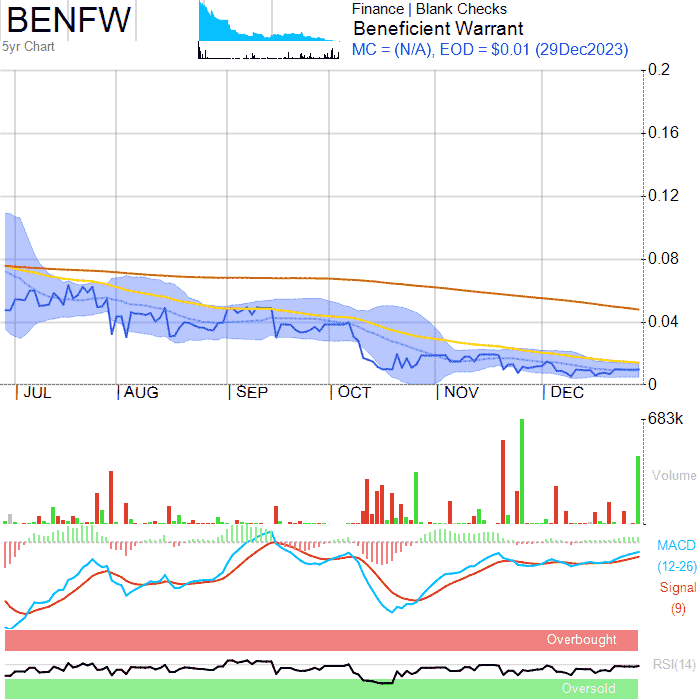 BENFW
5yr Chart
Finance | Blank Checks
Beneficient Warrant
MC = (N/A), EOD = $0.01 (29Dec2023)
0.2
0.16
0.12
0.08
0.04
0
JUL AUG SEP OCT NOV DEC
683k
Volume
MACD
(12-26)
Signal
(9)
Overbought
RSI(14)
Oversold